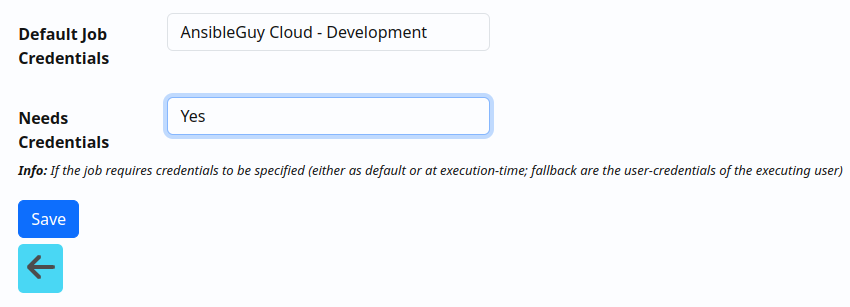 Default Job
Credentials
AnsibleGuy Cloud - Development
Needs
Credentials
Yes
Info: If the job requires credentials to be specified (either as default or at execution-time; fallback are the user-credentials of the executing user)
Save